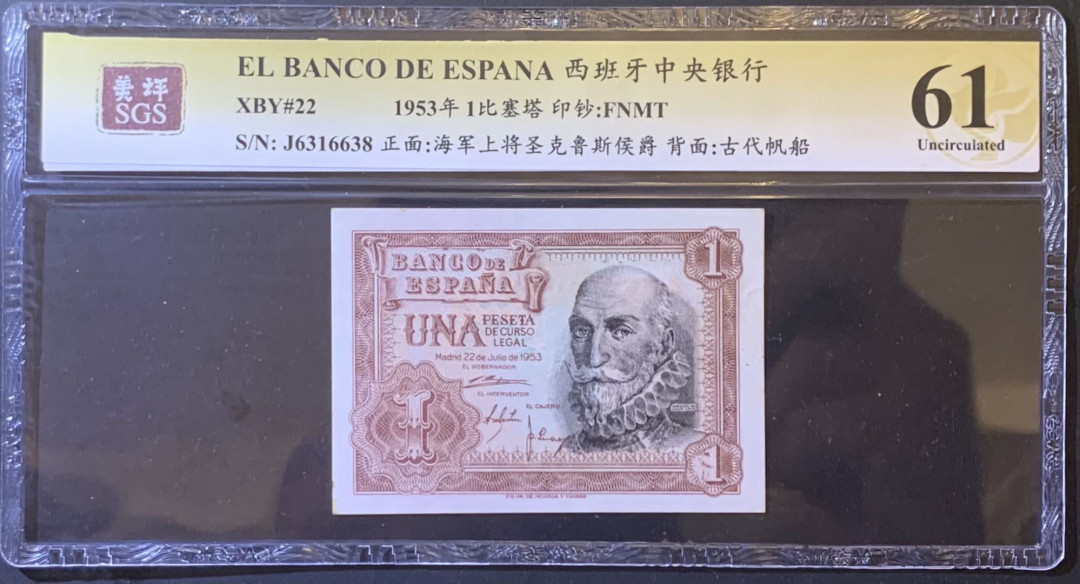 美评
SGS
EL BANCO DE ESPANA 西班牙中央银行
XBY#22 1953年 1比塞塔 印钞:FNMT
S/N: J6316638 正面:海军上将圣克鲁斯侯爵 背面:古代帆船
61
Uncirculated
BANCO DE
ESPAÑA
1
UNA PESETA
DE CURSO
LEGAL
Madrid 22 de Julio de 1953
EL GOBERNADOR
EL INTERVENTOR
EL CAJERO
1
1